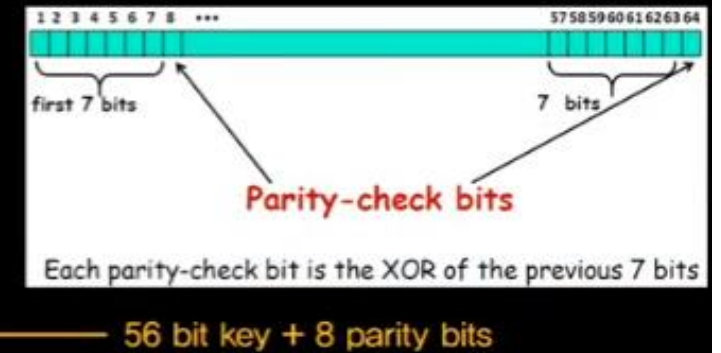 1 2 3 4 5 6 7 8 ••• 57 58 59 60 61 62 63 64
first 7 bits 7 bits
Parity-check bits
Each parity-check bit is the XOR of the previous 7 bits
56 bit key + 8 parity bits